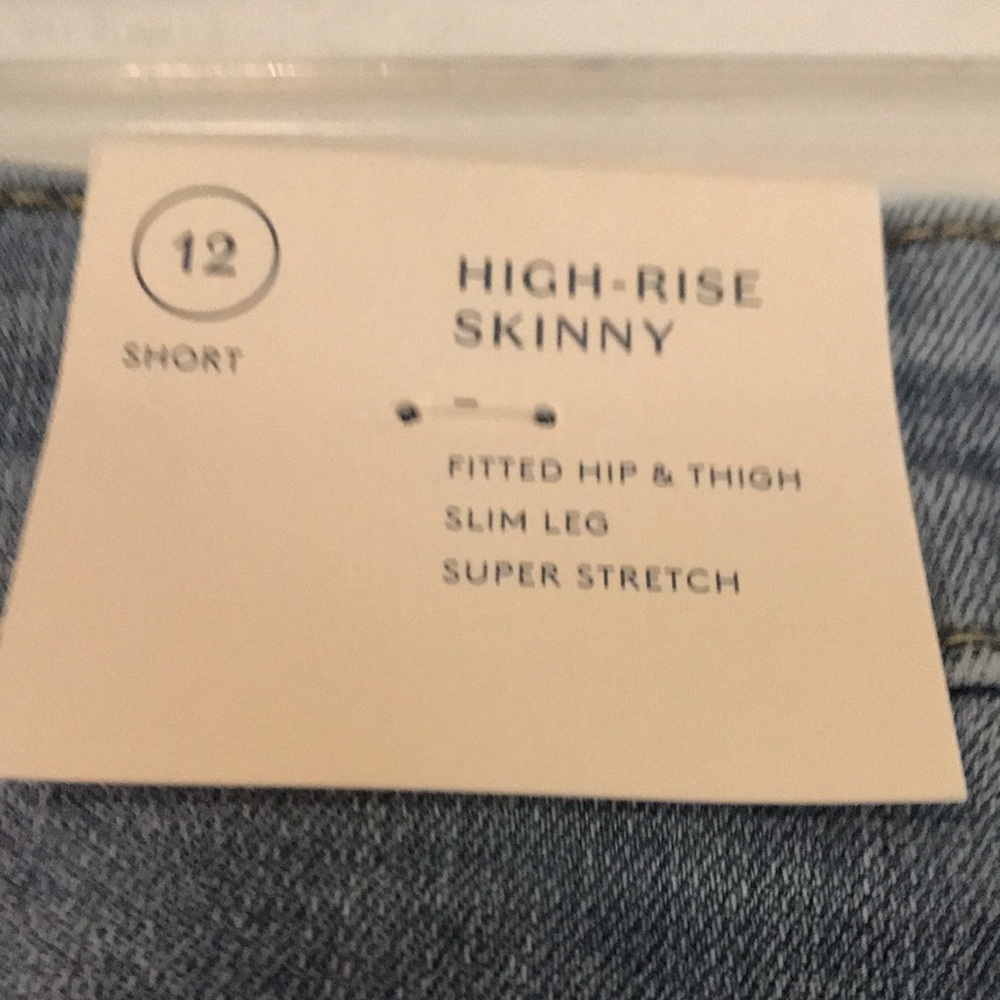 12
SHORT
HIGH-RISE
SKINNY
FITTED HIP & THIGH
SLIM LEG
SUPER STRETCH